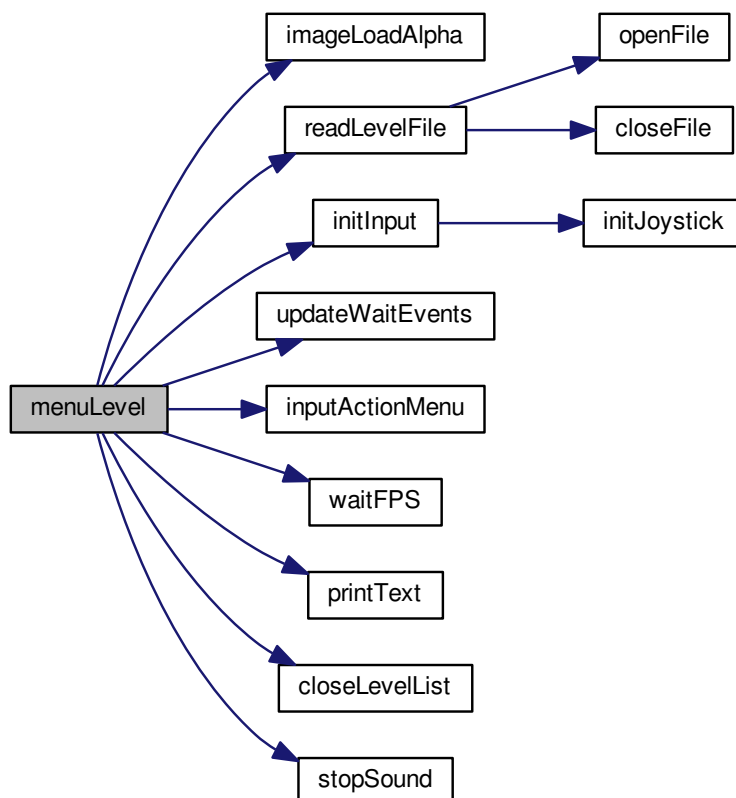 imageLoadAlpha
openFile
readLevelFile
closeFile
initInput
initJoystick
updateWaitEvents
menuLevel
inputActionMenu
waitFPS
printText
closeLevelList
stopSound